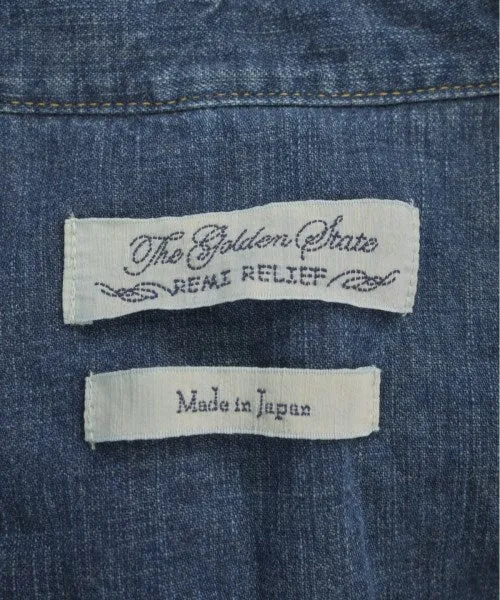 The Golden State
REMI RELIEF
Made in Japan